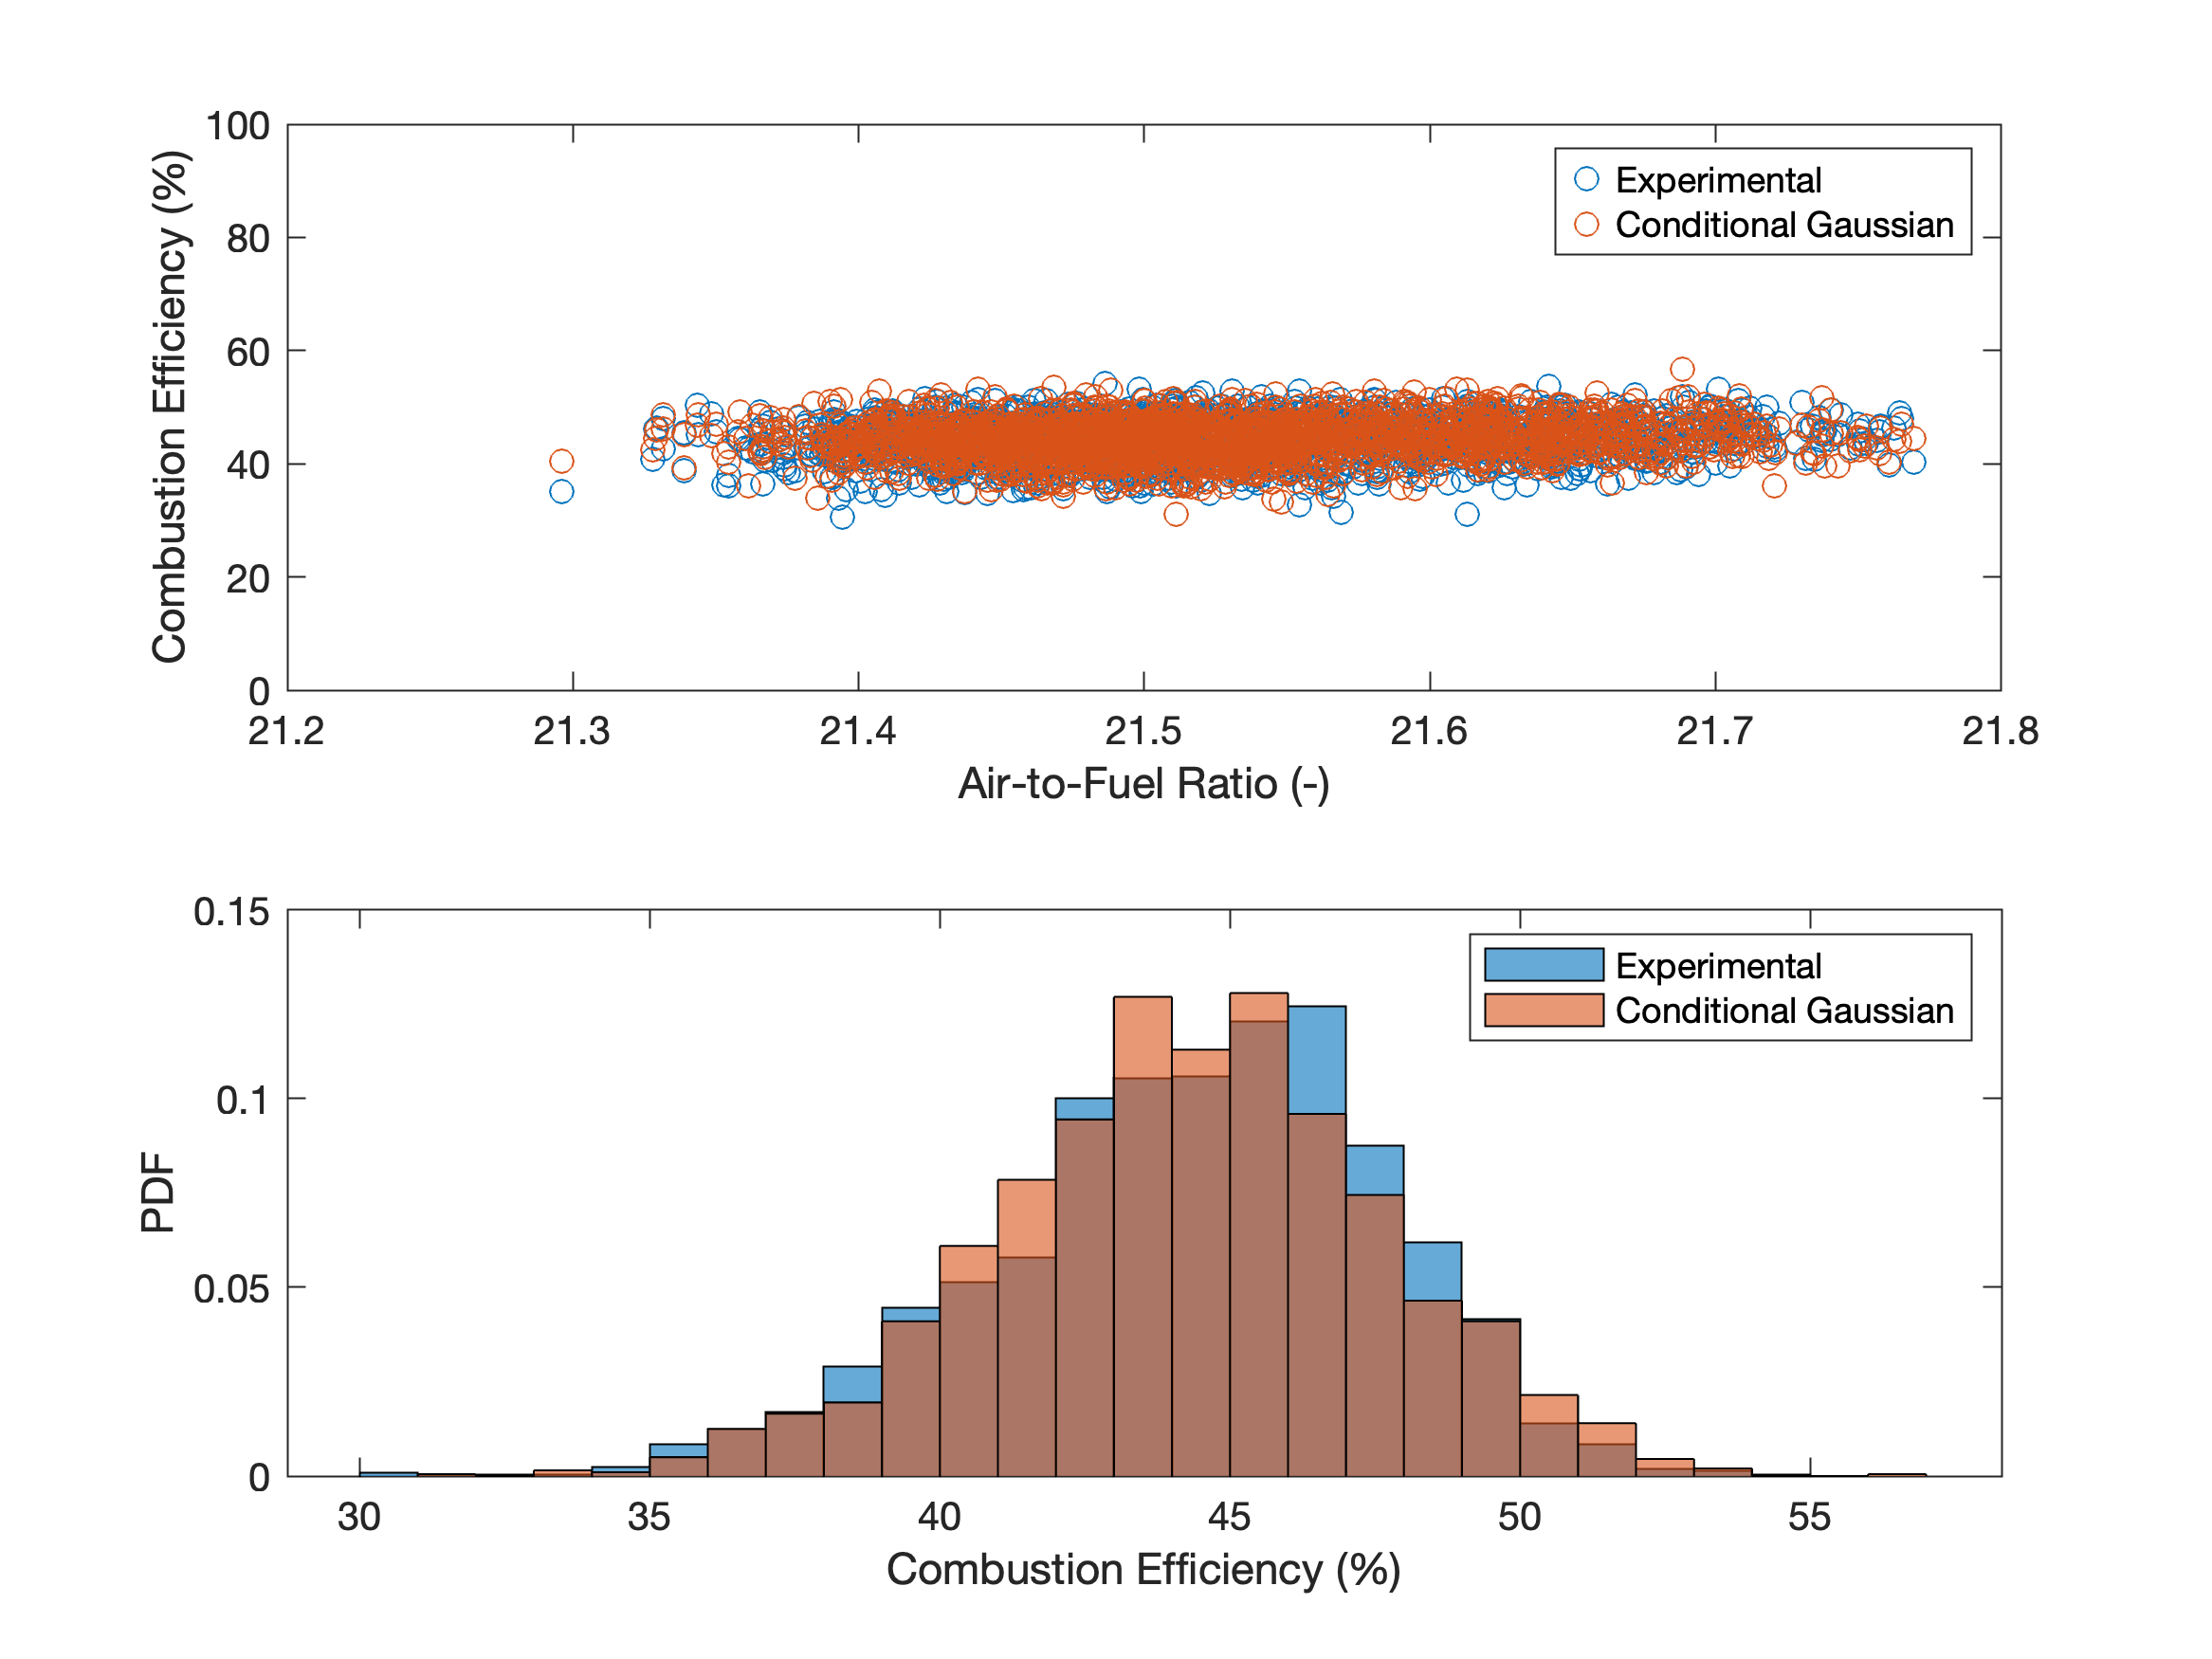 100
80
60
40
20
0
Combustion Efficiency (%)
Experimental
Conditional Gaussian
21.2 21.3 21.4 21.5 21.6 21.7 21.8
Air-to-Fuel Ratio (-)
0.15
0.1
0.05
0
PDF
Experimental
Conditional Gaussian
30 35 40 45 50 55
Combustion Efficiency (%)